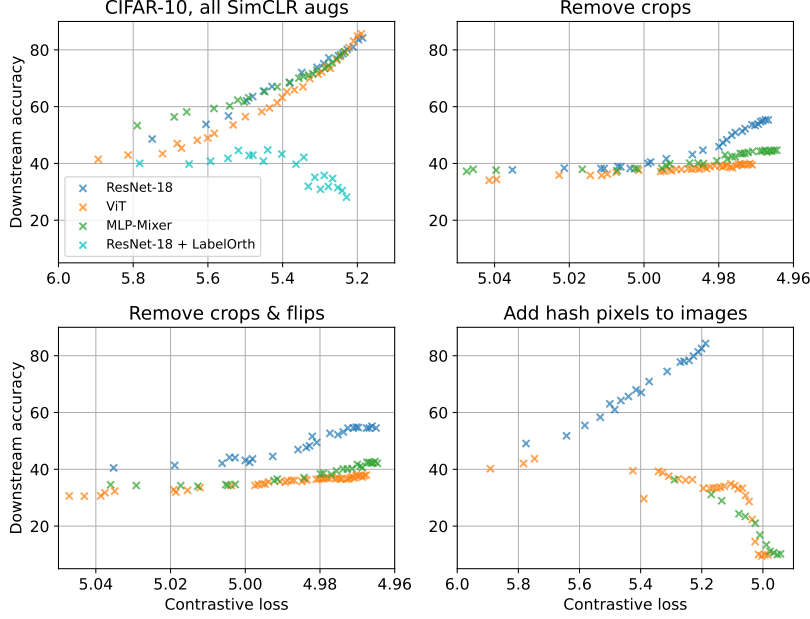 CIFAR-10, all SimCLR augs
Remove crops
Downstream accuracy
80
60
40
20
ResNet-18
ViT
MLP-Mixer
ResNet-18 + LabelOrth
6.0 5.8 5.6 5.4 5.2
80
60
40
20
5.04 5.02 5.00 4.98 4.96
Remove crops & flips
Add hash pixels to images
Downstream accuracy
80
60
40
20
5.04 5.02 5.00 4.98 4.96
Contrastive loss
80
60
40
20
6.0 5.8 5.6 5.4 5.2 5.0
Contrastive loss